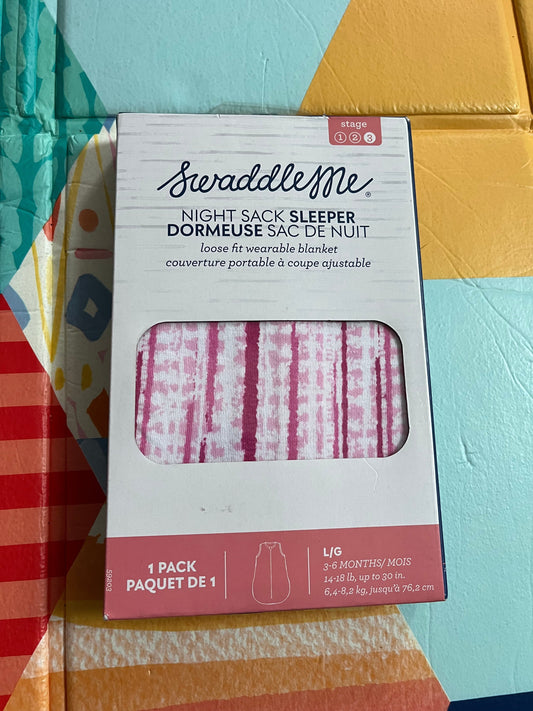 stage
1 2 3
SwaddleMe®
NIGHT SACK SLEEPER
DORMEUSE SAC DE NUIT
loose fit wearable blanket
couverture portable à coupe ajustable
1 PACK
PAQUET DE 1
L/G
3-6 MONTHS/ MOIS
14-18 lb, up to 30 in.
6,4-8,2 kg, jusqu'à 76,2 cm
59203